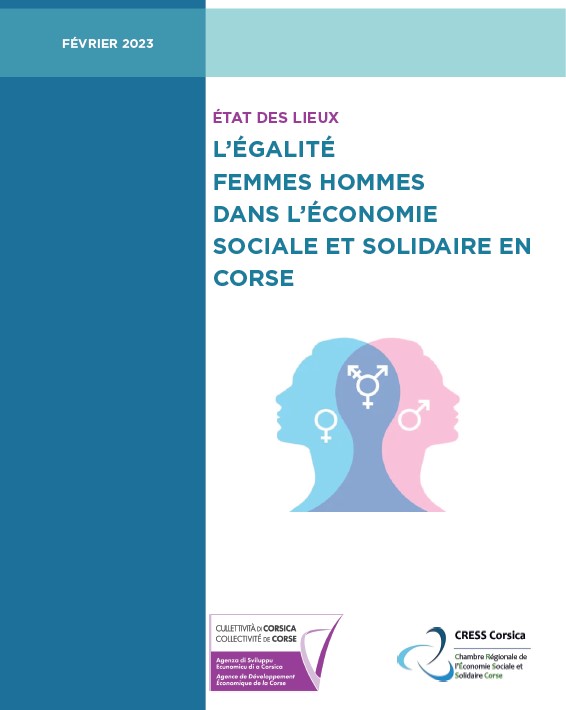 FÉVRIER 2023
ÉTAT DES LIEUX
L'ÉGALITÉ
FEMMES HOMMES
DANS L'ÉCONOMIE
SOCIALE ET SOLIDAIRE EN
CORSE
CULLETTIVITÀ DI CORSICA
COLLECTIVITÉ DE CORSE
Agenza di Sviluppu
Ecunomicu di a Corsica
Agence de Développement
Économique de la Corse
CRESS Corsica
Chambre Régionale de
l'Économie Sociale et
Solidaire Corse